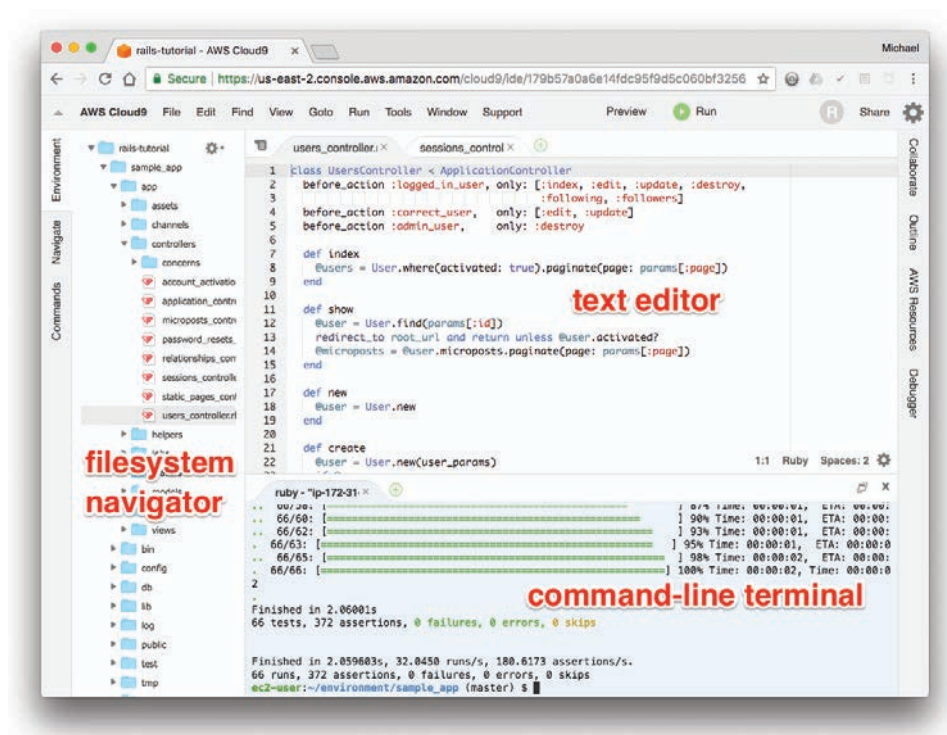 rails-tutorial - AWS Cloud9
Michael
Secure https://us-east-2.console.aws.amazon.com/cloud9/ide/179b57a0a6e14fdc95f9d5c060bf3256
AWS Cloud9 File Edit Find View Goto Run Tools Window Support Preview Run R Share
Environment
Navigate
Commands
rails-tutorial
sample_app
app
assets
channels
controllers
concerns
account_activatio
application_contr
microposts_contr
password_resets_
relationships_con
sessions_controlle
static_pages_cont
users_controller.rl
helpers
filesystem
navigator
views
bin
config
db
lib
log
public
test
tmp
users_controller.r sessions_control
1 class UsersController < ApplicationController
2 before_action :logged_in_user, only: [:index, :edit, :update, :destroy,
3 :following, :followers]
4 before_action :correct_user, only: [:edit, :update]
5 before_action :admin_user, only: :destroy
6
7 def index
8 @users = User.where(activated: true).paginate(page: params[:page])
9 end
10
11 def show
12 @user = User.find(params[:id])
13 redirect_to root_url and return unless @user.activated?
14 @microposts = @user.microposts.paginate(page: params[:page])
15 end
16
17 def new
18 @user = User.new
19 end
20
21 def create
22 @user = User.new(user_params)
text editor
1:1 Ruby Spaces: 2
ruby - "ip-172-31-
.. 66/60: [==================================================] 90% Time: 00:00:01, ETA: 00:00:
.. 66/62: [====================================================] 93% Time: 00:00:01, ETA: 00:00:
. 66/63: [====================================================] 95% Time: 00:00:01, ETA: 00:00:0
.. 66/65: [======================================================] 98% Time: 00:00:02, ETA: 00:00:
. 66/66: [======================================================] 100% Time: 00:00:02, Time: 00:00:0
2
.
command-line terminal
Finished in 2.06001s
66 tests, 372 assertions, 0 failures, 0 errors, 0 skips
Finished in 2.059603s, 32.0450 runs/s, 180.6173 assertions/s.
66 runs, 372 assertions, 0 failures, 0 errors, 0 skips
ec2-user:~/environment/sample_app (master) $
Collaborate
Outline
AWS Resources
Debugger